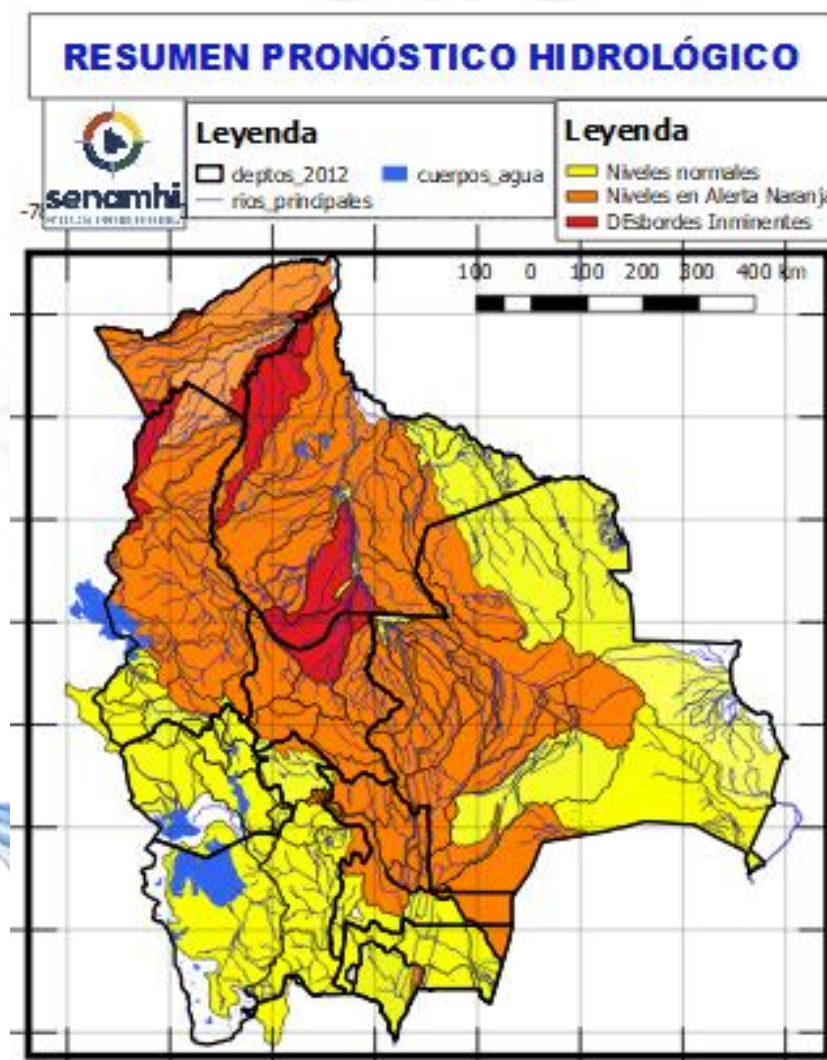 RESUMEN PRONÓSTICO HIDROLÓGICO
senamhi
Leyenda
deptos_2012
cuerpos_agua
rios_principales
Leyenda
Niveles normales
Niveles en Alerta Naranja
DEsbordes Inminentes
100 0 100 200 300 400 km